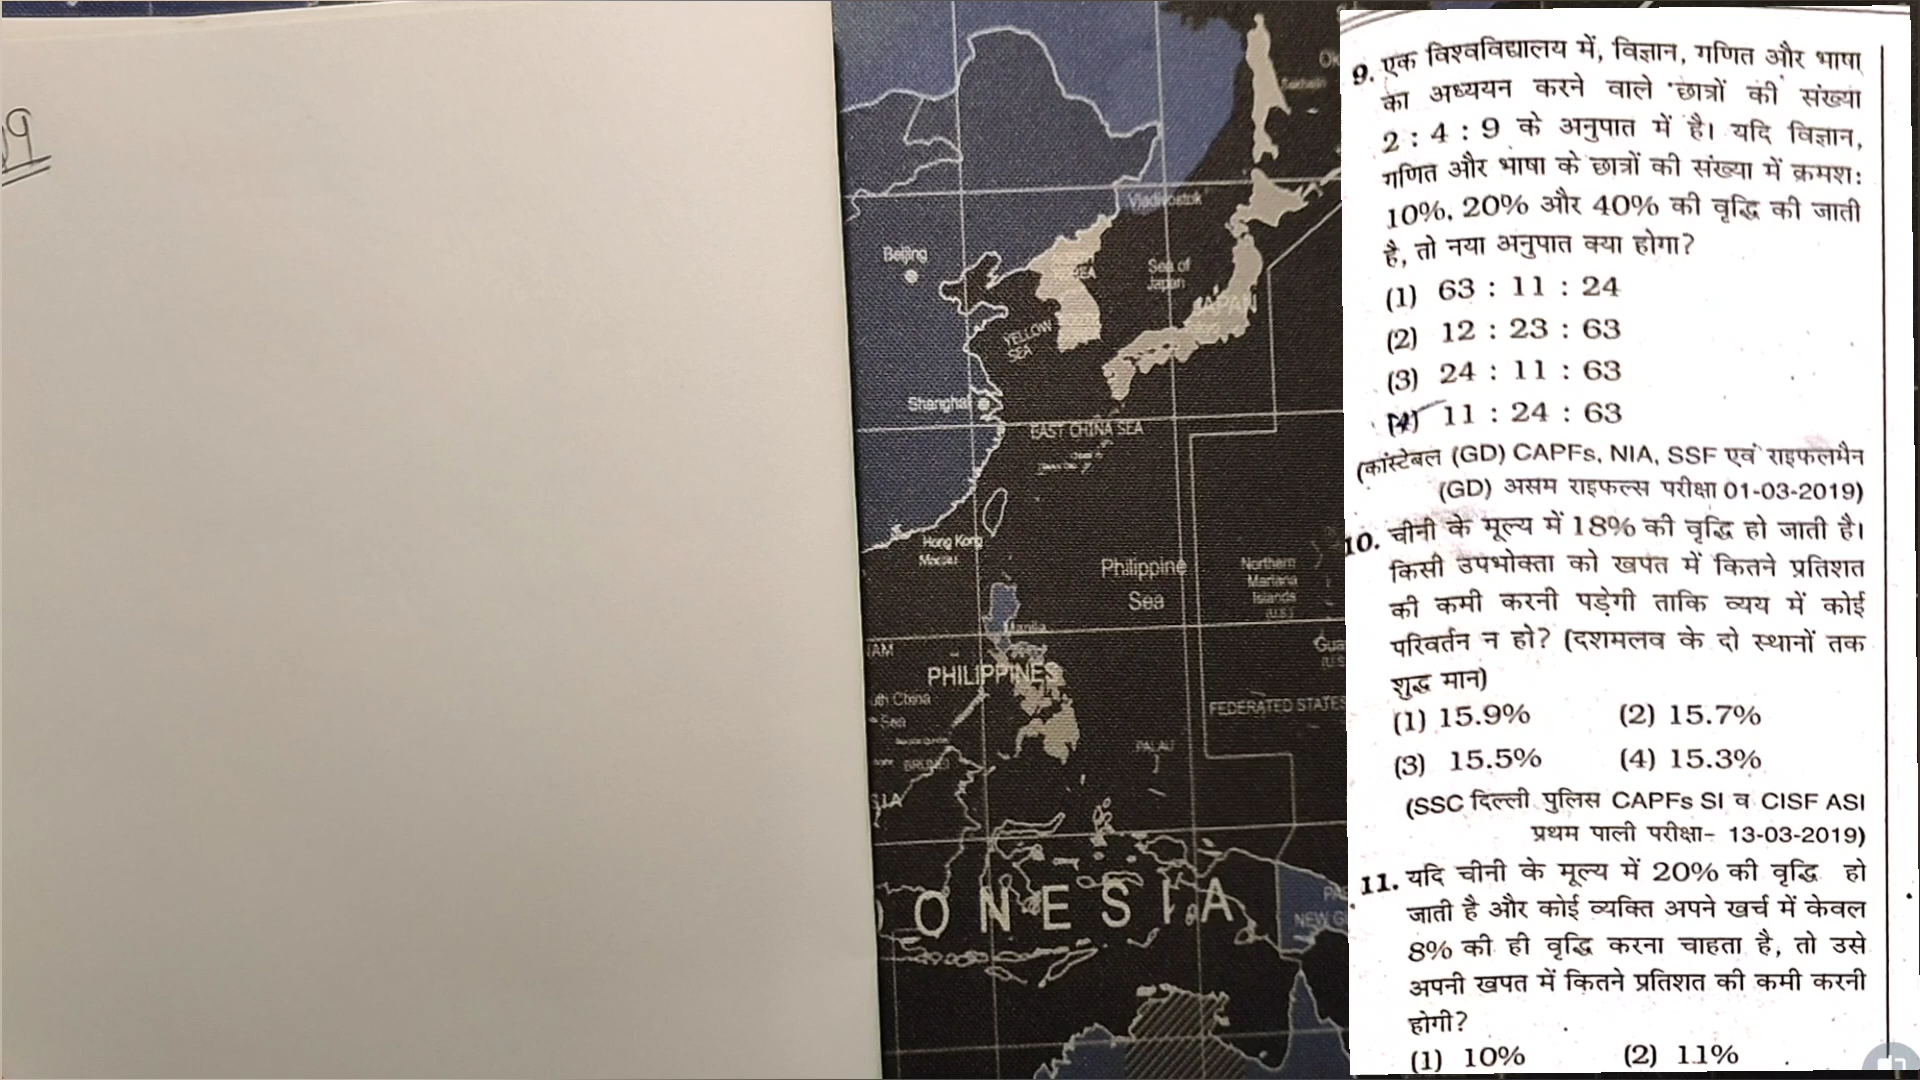 9
Vladivostok
Beijing
Sea of
Japan
JAPAN
YELLOW
SEA
Shanghai
EAST CHINA SEA
Hong Kong
Macau
Philippine
Sea
Northern
Mariana
Islands
(U.S.)
Manila
PHILIPPINES
FEDERATED STATES
PALAU
BRUNEI
ONESIA
NEW G
9. एक विश्वविद्यालय में, विज्ञान, गणित और भाषा
का अध्ययन करने वाले छात्रों की संख्या
2 : 4 : 9 के अनुपात में है। यदि विज्ञान,
गणित और भाषा के छात्रों की संख्या में क्रमश:
10%, 20% और 40% की वृद्धि की जाती
है, तो नया अनुपात क्या होगा?
(1) 63 : 11 : 24
(2) 12 : 23 : 63
(3) 24 : 11 : 63
(4) 11 : 24 : 63
(कांस्टेबल (GD) CAPFs, NIA, SSF एवं राइफलमैन
(GD) असम राइफल्स परीक्षा 01-03-2019)
10. चीनी के मूल्य में 18% की वृद्धि हो जाती है।
किसी उपभोक्ता को खपत में कितने प्रतिशत
की कमी करनी पड़ेगी ताकि व्यय में कोई
परिवर्तन न हो? (दशमलव के दो स्थानों तक
शुद्ध मान)
(1) 15.9% (2) 15.7%
(3) 15.5% (4) 15.3%
(SSC दिल्ली पुलिस CAPFs SI व CISF ASI
प्रथम पाली परीक्षा- 13-03-2019)
11. यदि चीनी के मूल्य में 20% की वृद्धि हो
जाती है और कोई व्यक्ति अपने खर्च में केवल
8% की ही वृद्धि करना चाहता है, तो उसे
अपनी खपत में कितने प्रतिशत की कमी करनी
होगी?
(1) 10% (2) 11%